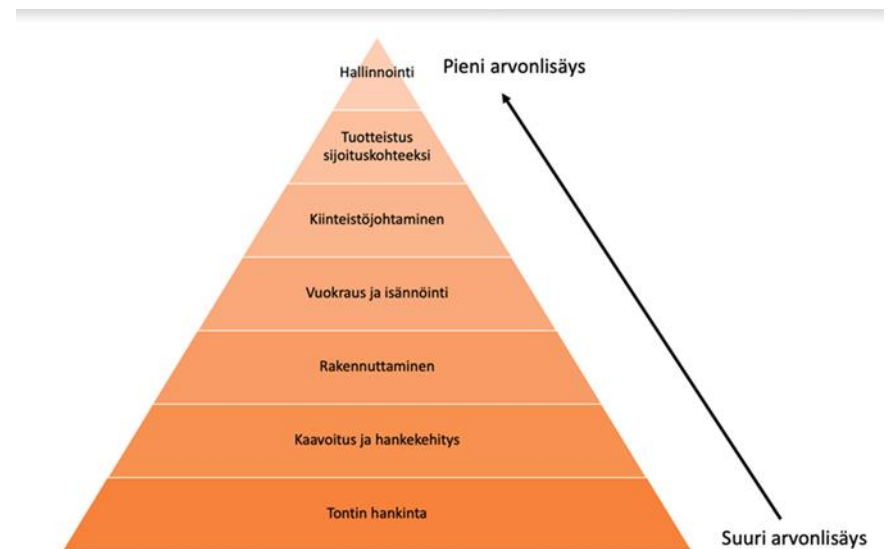 Hallinnointi
Pieni arvonlisäys
Tuotteistus
sijoituskohteeksi
Kiinteistöjohtaminen
Vuokraus ja isännöinti
Rakennuttaminen
Kaavoitus ja hankekehitys
Tontin hankinta
Suuri arvonlisäys